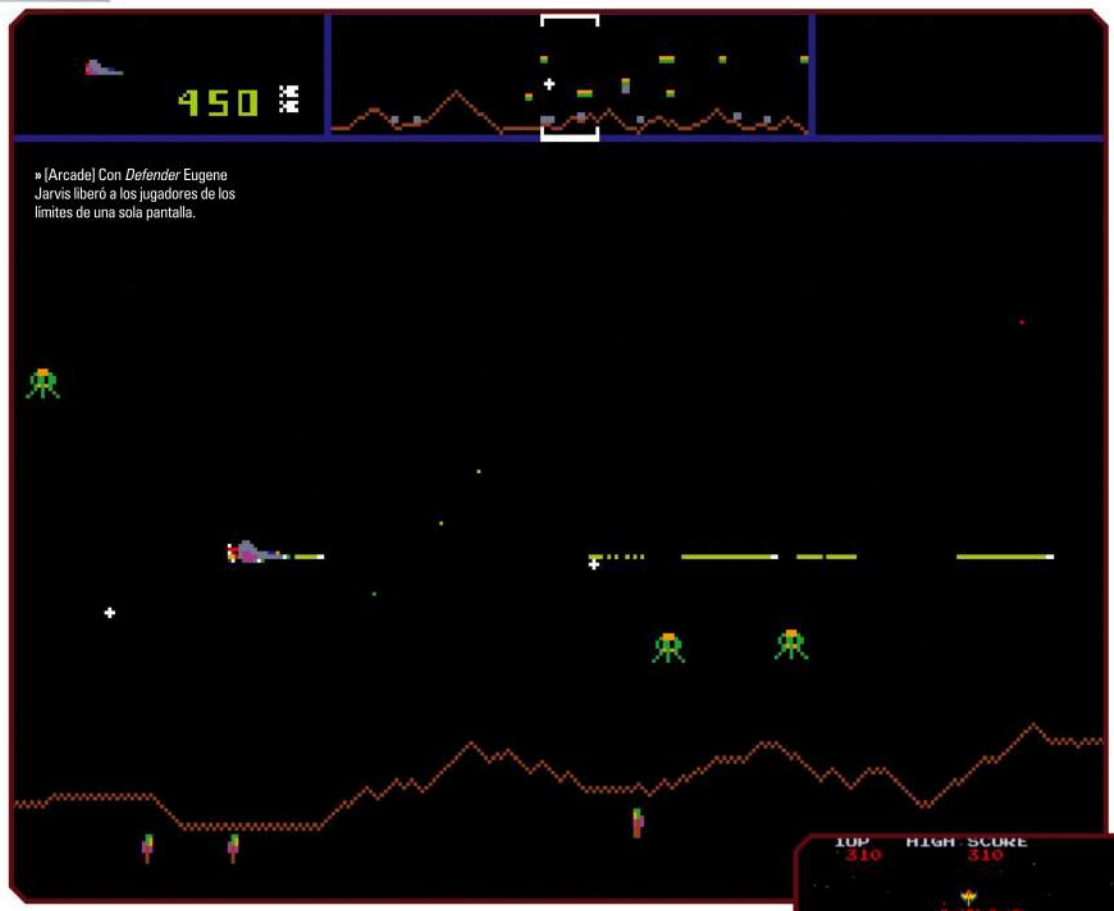 450
» [Arcade] Con Defender Eugene
Jarvis liberó a los jugadores de los
límites de una sola pantalla.
1UP HIGH SCORE
310 310